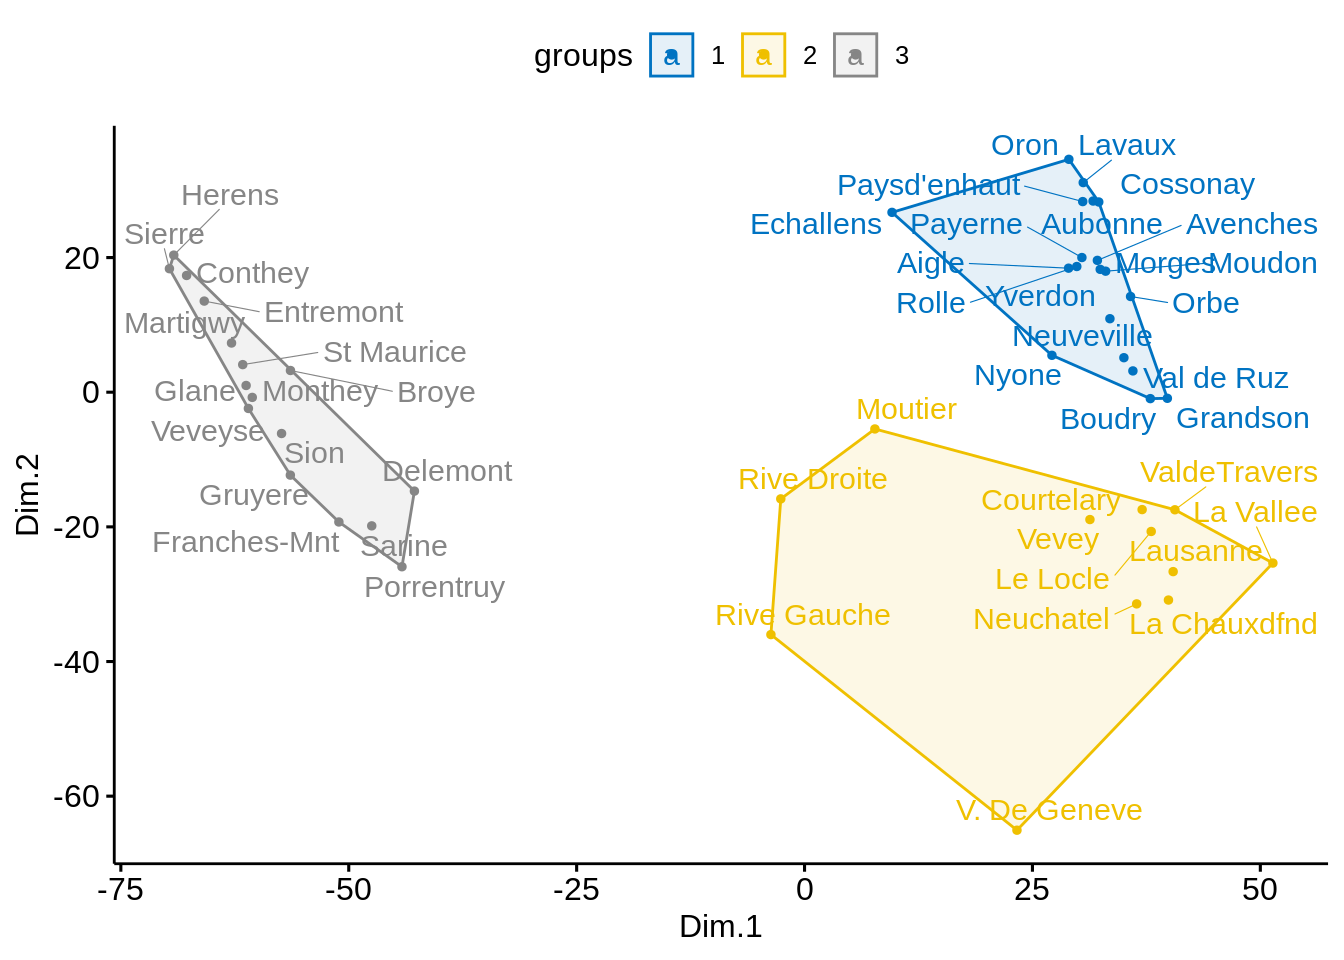 groups a 1 a 2 a 3
Oron Lavaux
Paysd'enhaut Cossonay
Herens
Echallens Payerne Aubonne Avenches
Sierre
20
Conthey
Aigle Morges Moudon
Entremont
Rolle Yverdon Orbe
Martigwy
Neuveville
St Maurice
Nyone Val de Ruz
0
Glane Monthey Broye
Moutier
Boudry Grandson
Veveyse
Sion
Delemont
Rive Droite ValdeTravers
Gruyere
Courtelary La Vallee
-20
Franches-Mnt Sarine
Vevey Lausanne
Porrentruy
Le Locle
Rive Gauche Neuchatel La Chauxdfnd
-40
-60
V. De Geneve
Dim.2
-75 -50 -25 0 25 50
Dim.1